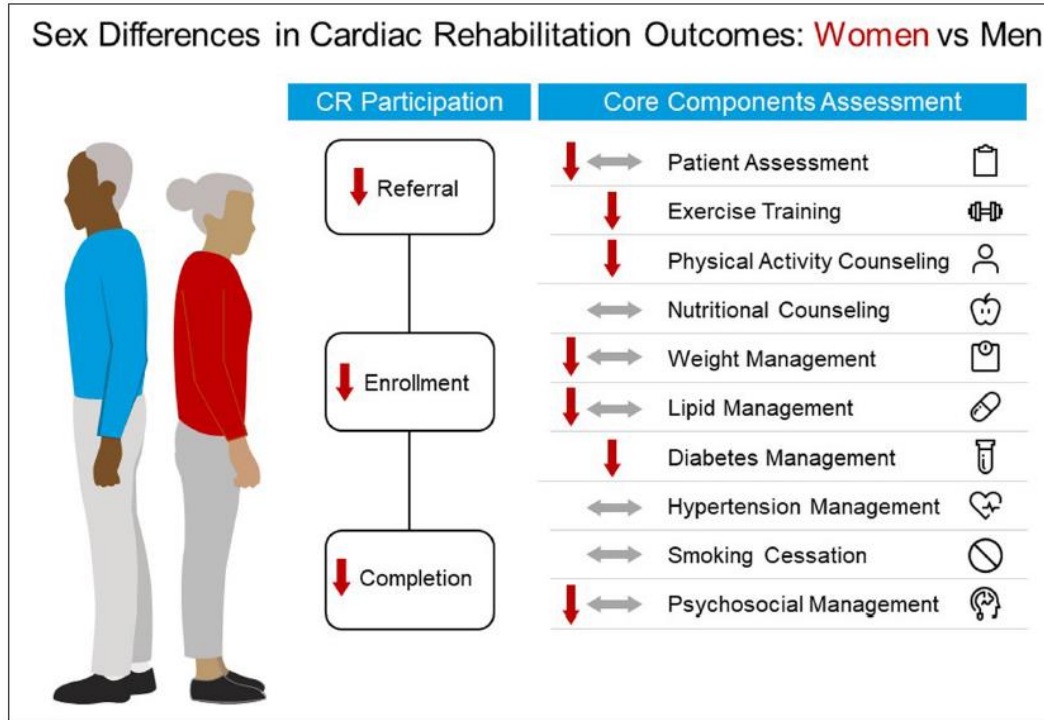 Sex Differences in Cardiac Rehabilitation Outcomes: Women vs Men
CR Participation
Referral
Enrollment
Completion
Core Components Assessment
Patient Assessment
Exercise Training
Physical Activity Counseling
Nutritional Counseling
Weight Management
Lipid Management
Diabetes Management
Hypertension Management
Smoking Cessation
Psychosocial Management